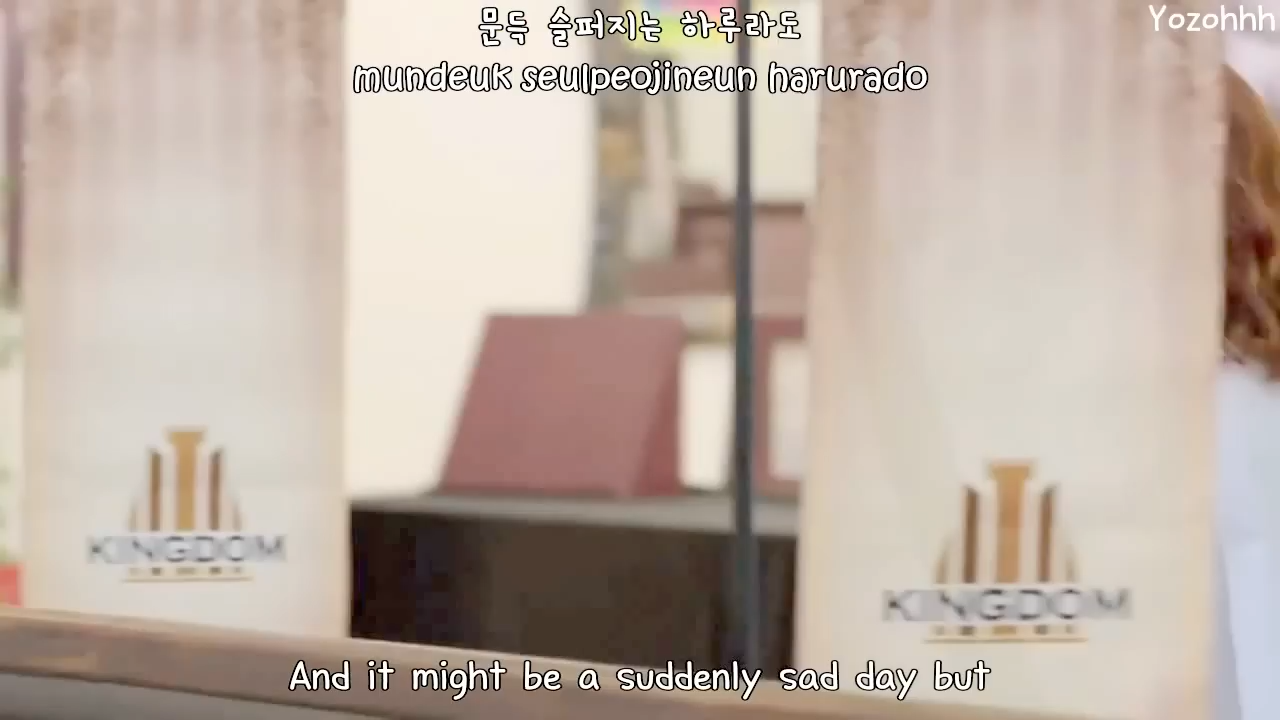 Yozohhh
문득 슬퍼지는 하루라도
mundeuk seulpeojineun harurado
KINGDOM
KINGDOM
And it might be a suddenly sad day but